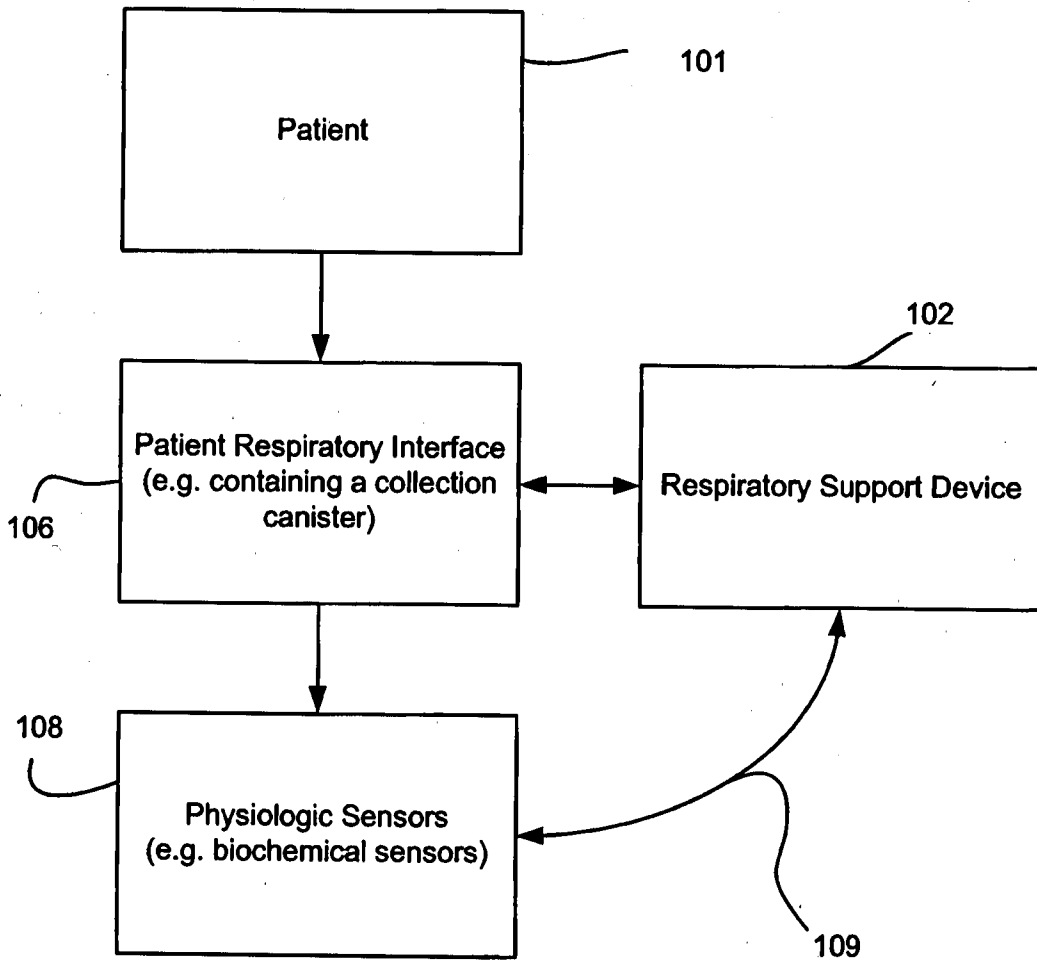 101
Patient
102
Patient Respiratory Interface
(e.g. containing a collection
canister)
Respiratory Support Device
106
108
Physiologic Sensors
(e.g. biochemical sensors)
109